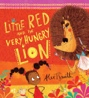 LITTLE RED
AND THE
VERY HUNGRY
LION
Alex T. Smith